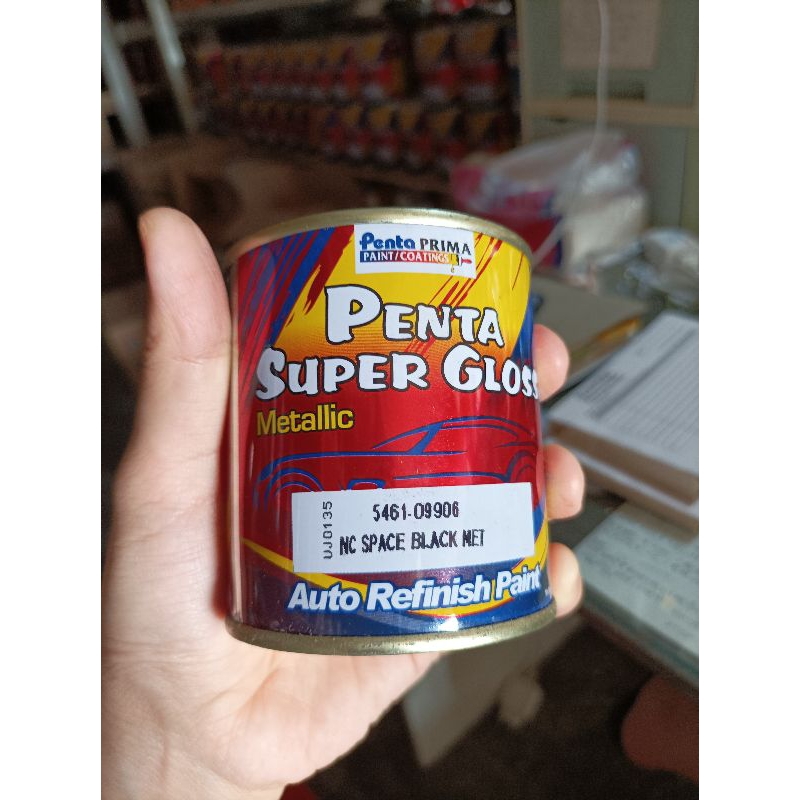 Penta PRIMA
PAINT/COATINGS
PENTA
SUPER GLOSS
Metallic
5461-09906
UJ0135
NC SPACE BLACK MET
Auto Refinish Paint